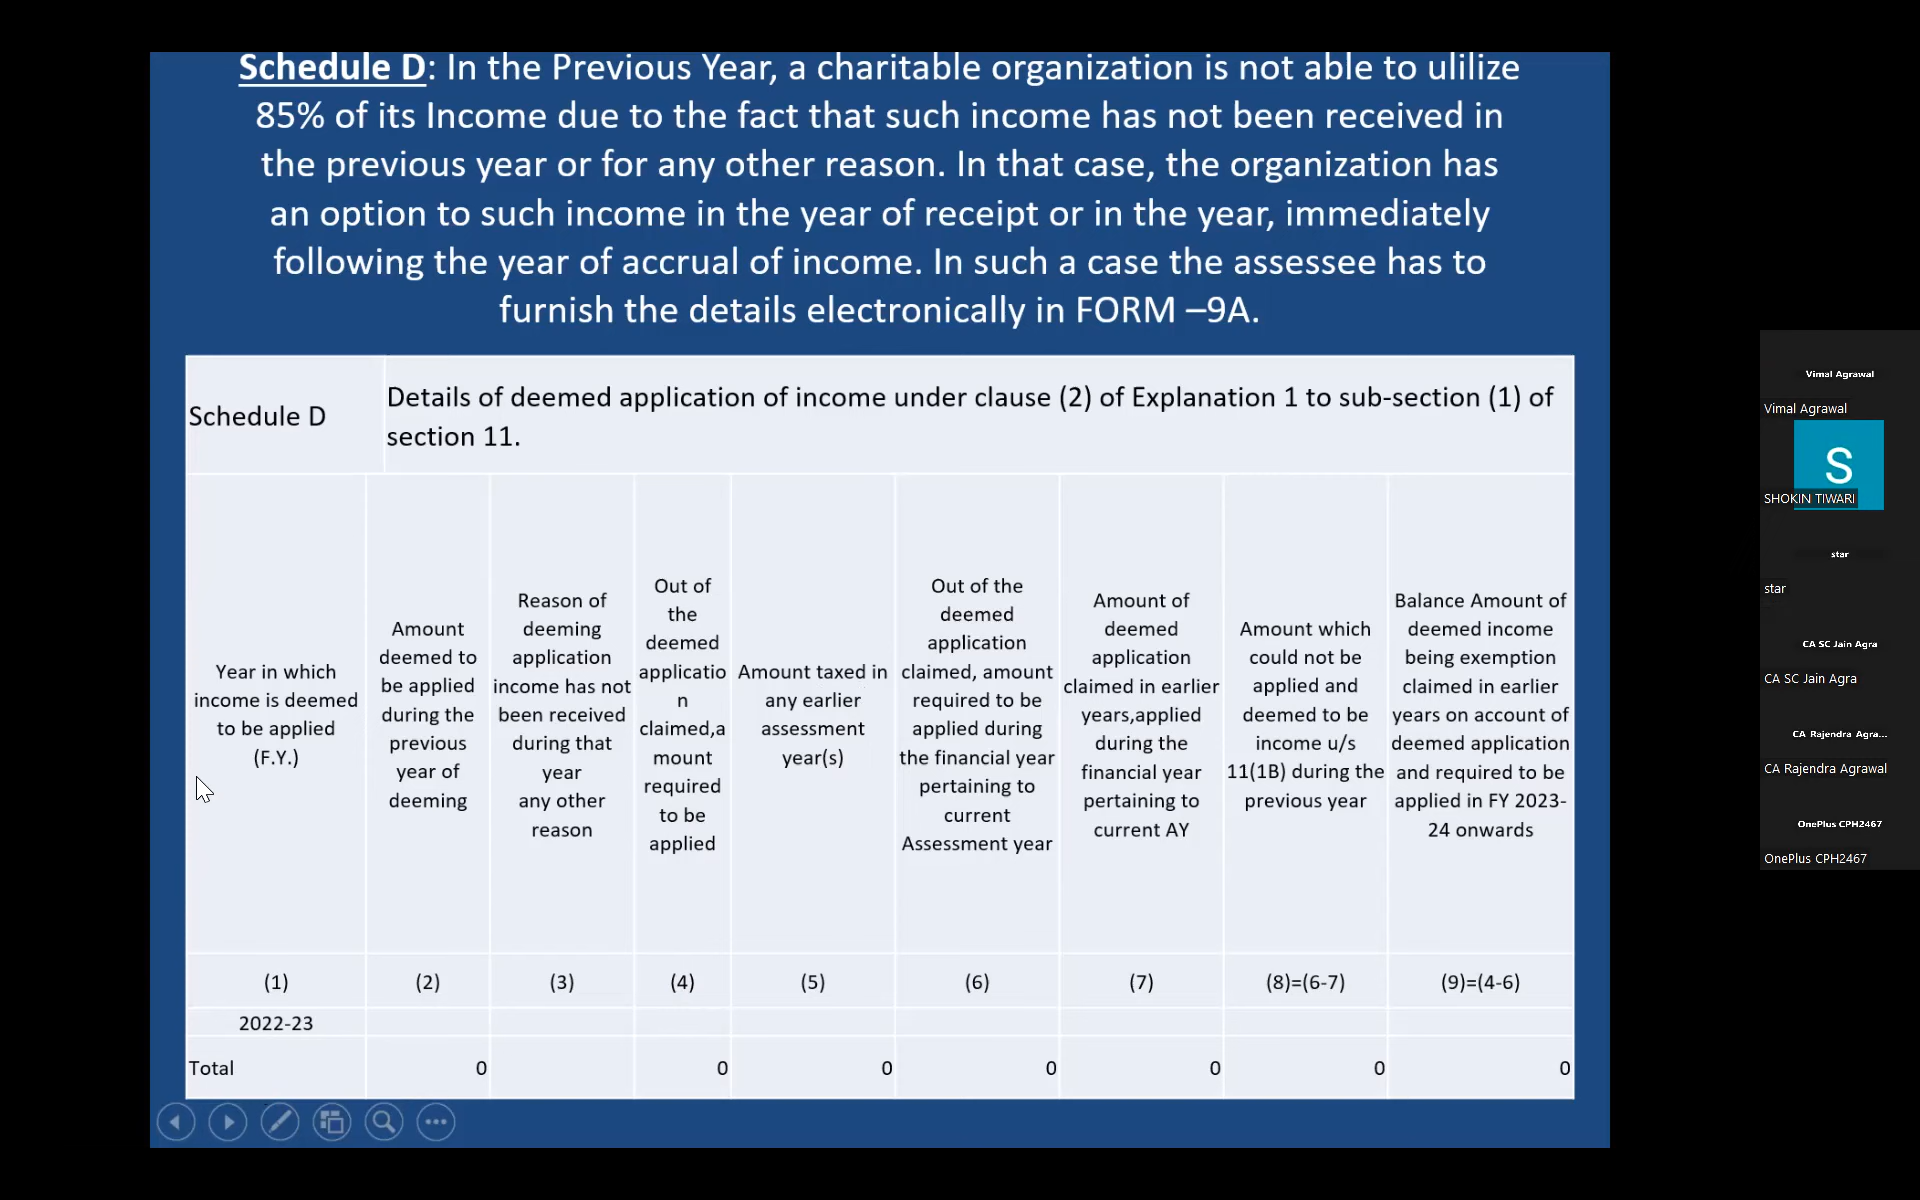 Schedule D: In the Previous Year, a charitable organization is not able to ulilize
85% of its Income due to the fact that such income has not been received in
the previous year or for any other reason. In that case, the organization has
an option to such income in the year of receipt or in the year, immediately
following the year of accrual of income. In such a case the assessee has to
furnish the details electronically in FORM –9A.
Schedule D
Details of deemed application of income under clause (2) of Explanation 1 to sub-section (1) of
section 11.
Year in which
income is deemed
to be applied
(F.Y.)
Amount
deemed to
be applied
during the
previous
year of
deeming
Reason of
deeming
application
income has not
been received
during that
year
any other
reason
Out of
the
deemed
applicatio
n
claimed,a
mount
required
to be
applied
Amount taxed in
any earlier
assessment
year(s)
Out of the
deemed
application
claimed, amount
required to be
applied during
the financial year
pertaining to
current
Assessment year
Amount of
deemed
application
claimed in earlier
years,applied
during the
financial year
pertaining to
current AY
Amount which
could not be
applied and
deemed to be
income u/s
11(1B) during the
previous year
Balance Amount of
deemed income
being exemption
claimed in earlier
years on account of
deemed application
and required to be
applied in FY 2023-
24 onwards
(1) (2) (3) (4) (5) (6) (7) (8)=(6-7) (9)=(4-6)
2022-23
Total 0 0 0 0 0 0 0
Vimal Agrawal
Vimal Agrawal
S
SHOKIN TIWARI
star
star
CA SC Jain Agra
CA SC Jain Agra
CA Rajendra Agra...
CA Rajendra Agrawal
OnePlus CPH2467
OnePlus CPH2467